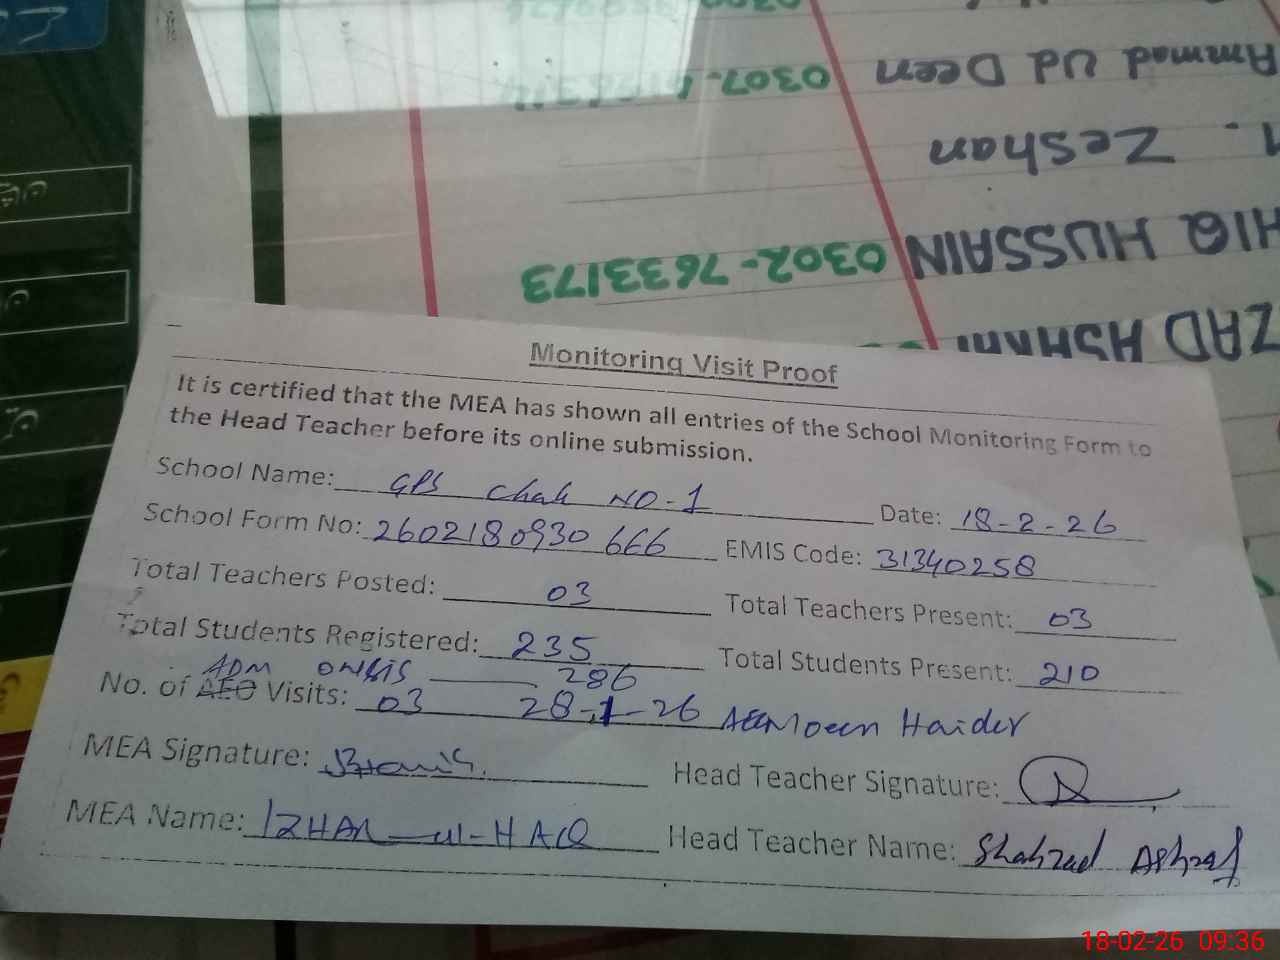 Ammad Ud Deen 0307-
Zeshan
HIQ HUSSAIN 0302-7633173
ZAD ASHRAF
Monitoring Visit Proof
It is certified that the MEA has shown all entries of the School Monitoring Form to
the Head Teacher before its online submission.
School Name: GPS Chak NO-1 Date: 18-2-26
School Form No: 2602180930666 EMIS Code: 31340258
Total Teachers Posted: 03 Total Teachers Present: 03
Total Students Registered: 235 Total Students Present: 210
ADM ON SIS 286
No. of AEO Visits: 03 28-1-26 AEO Moeen Haider
MEA Signature: Head Teacher Signature:
MEA Name: IZHAR-ul-HAQ Head Teacher Name: Shahzad Ashraf
18-02-26 09:36